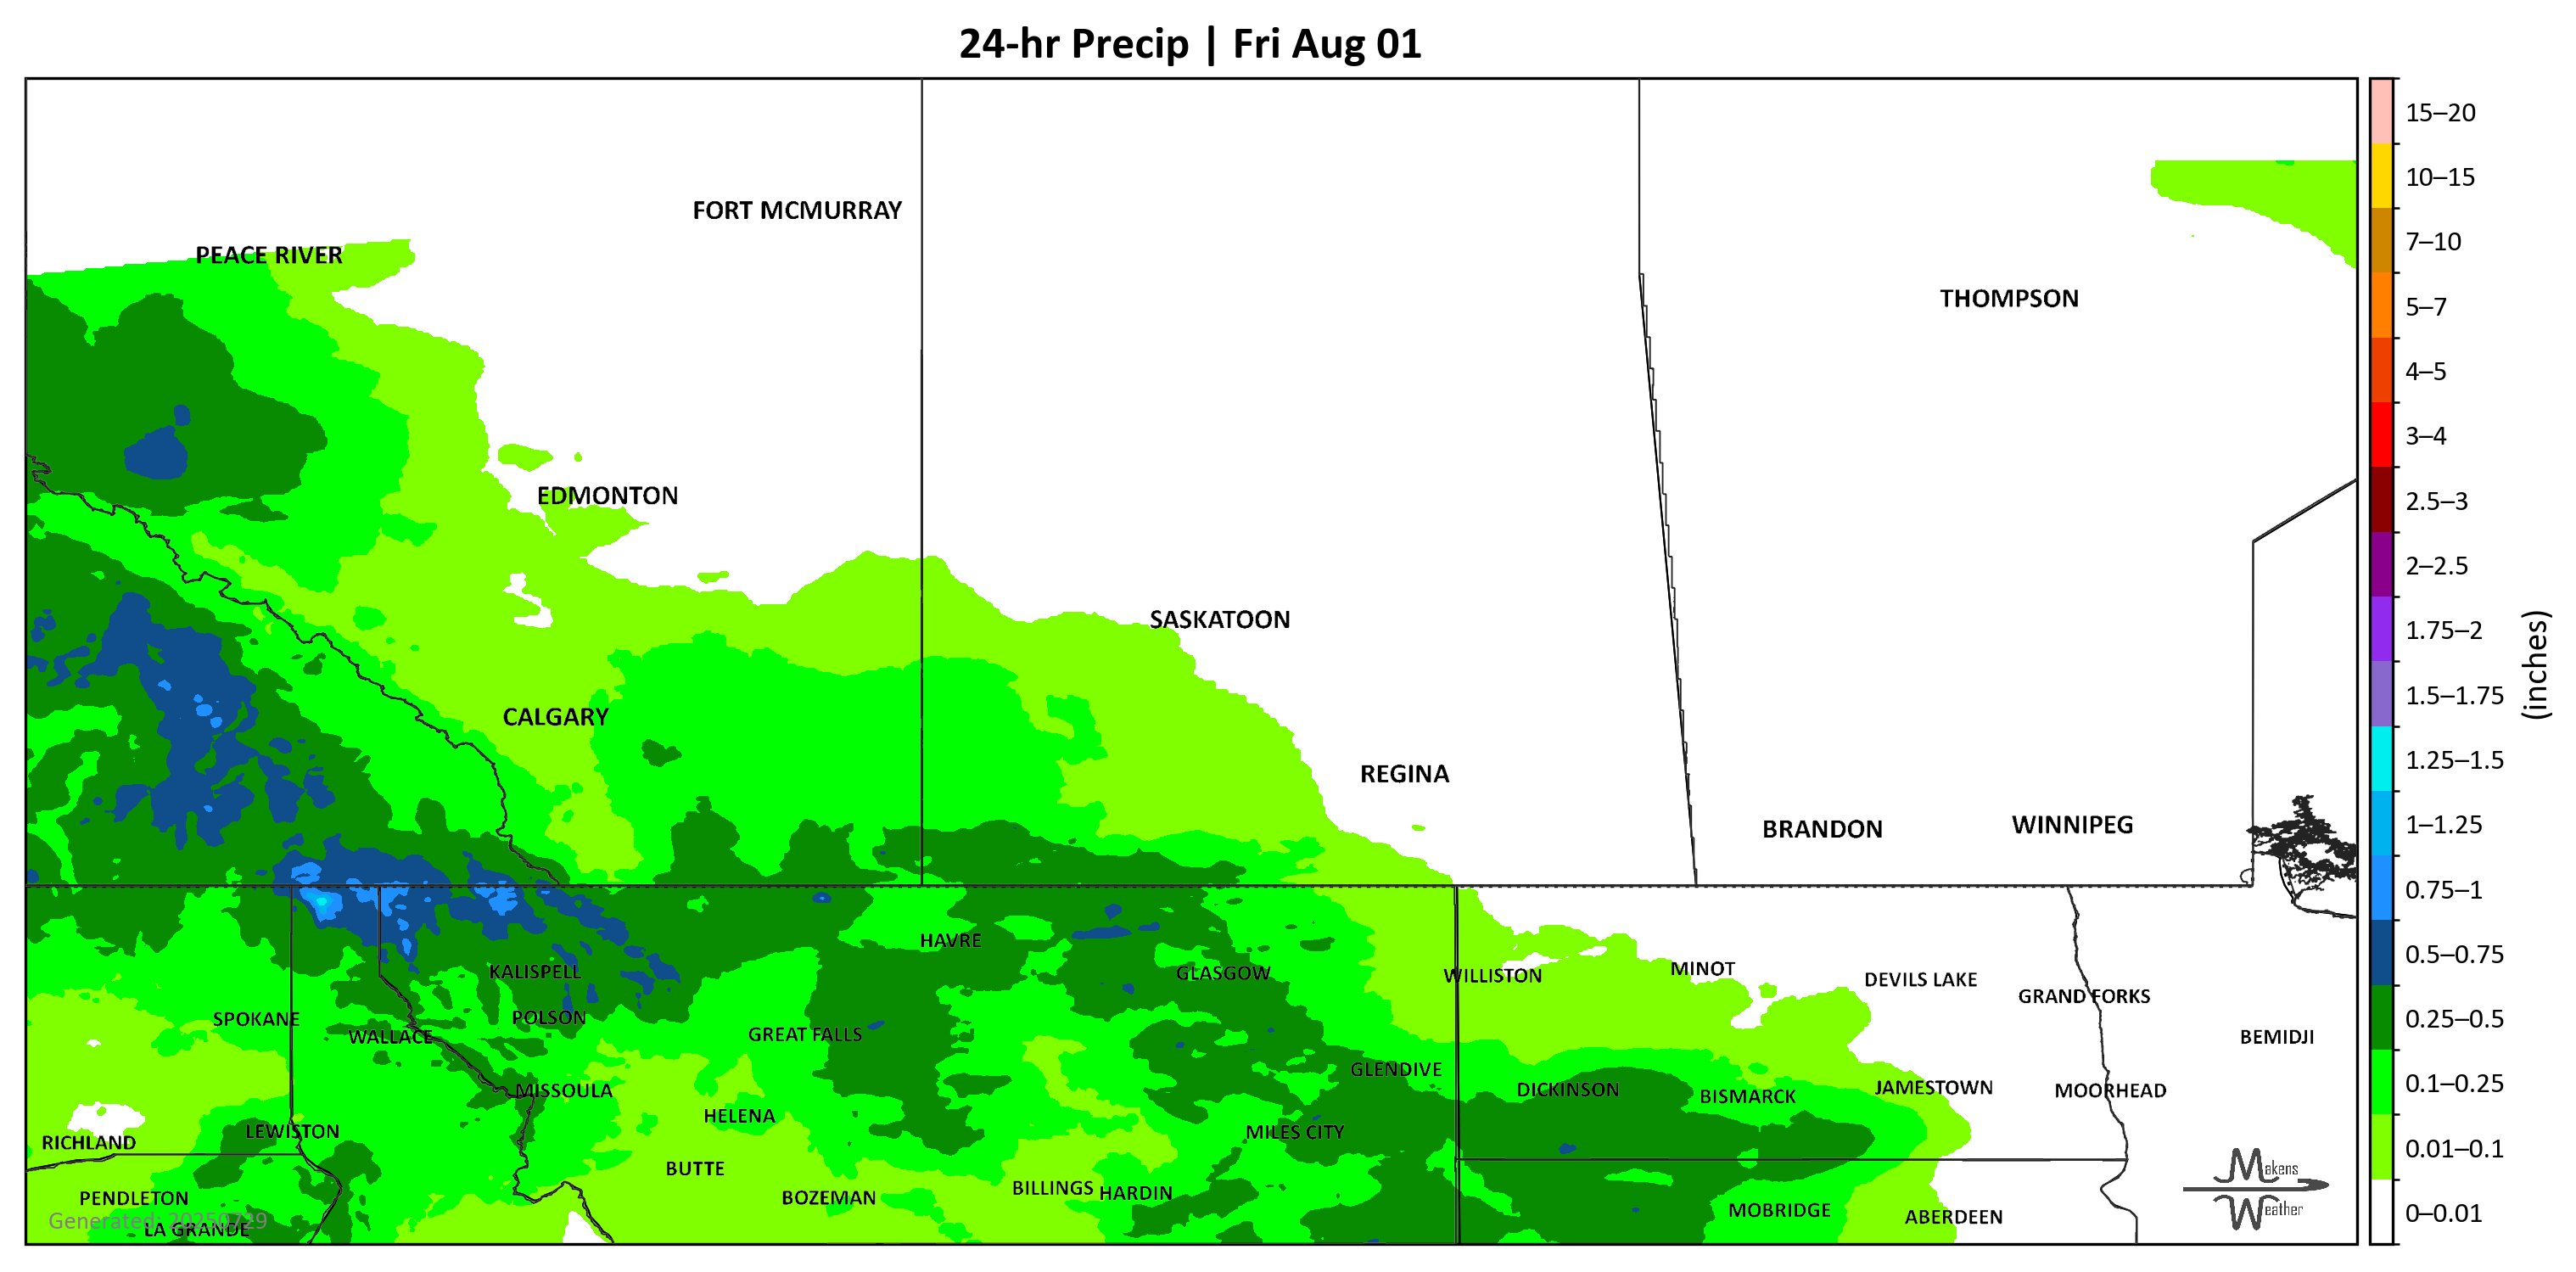 24-hr Precip | Fri Aug 01
15–20
10–15
FORT MCMURRAY
7–10
PEACE RIVER
THOMPSON
5–7
4–5
3–4
EDMONTON
2.5–3
2–2.5
SASKATOON
1.75–2
(inches)
1.5–1.75
CALGARY
1.25–1.5
REGINA
BRANDON
WINNIPEG
1–1.25
0.75–1
HAVRE
0.5–0.75
KALISPELL
GLASGOW
WILLISTON
MINOT
DEVILS LAKE
GRAND FORKS
SPOKANE
POLSON
0.25–0.5
WALLACE
GREAT FALLS
BEMIDJI
GLENDIVE
0.1–0.25
MISSOULA
DICKINSON
BISMARCK
JAMESTOWN
MOORHEAD
HELENA
RICHLAND
LEWISTON
MILES CITY
0.01–0.1
BUTTE
Makens
Weather
PENDLETON
BOZEMAN
BILLINGS
HARDIN
MOBRIDGE
ABERDEEN
0–0.01
Generated: 20250729
LA GRANDE